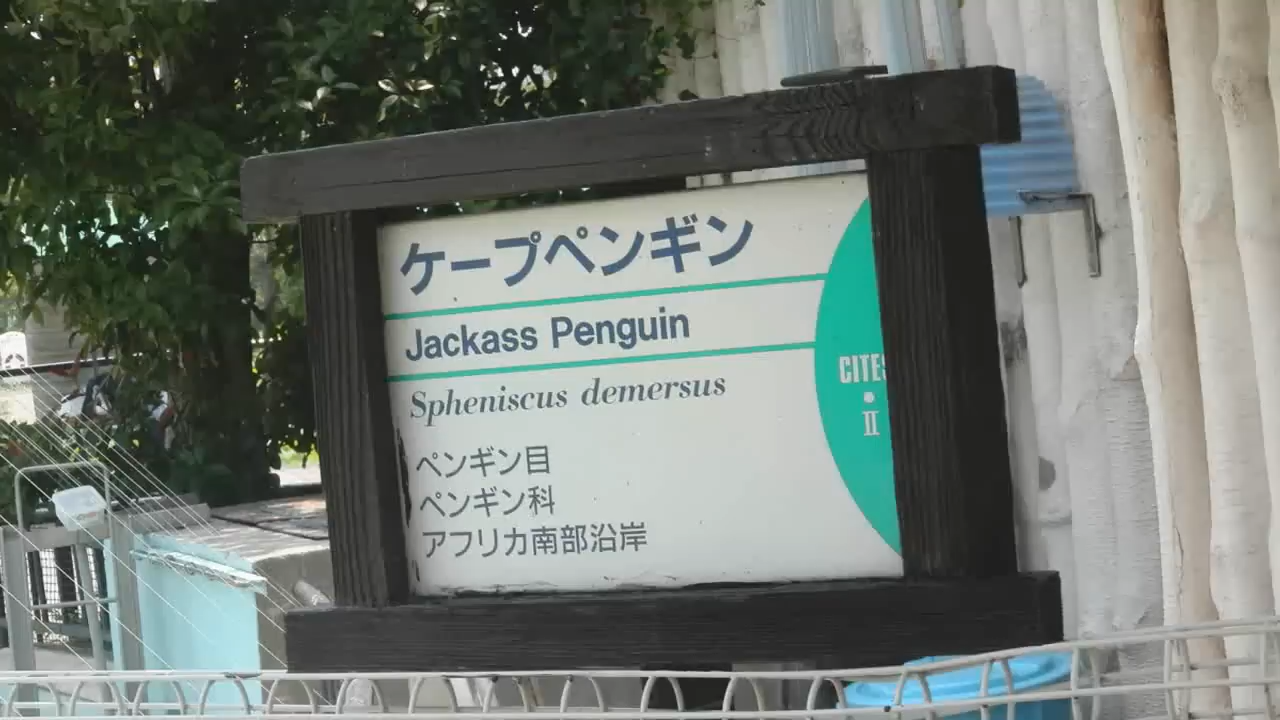 ケープペンギン
Jackass Penguin
Spheniscus demersus
ペンギン目
ペンギン科
アフリカ南部沿岸
CITES
II